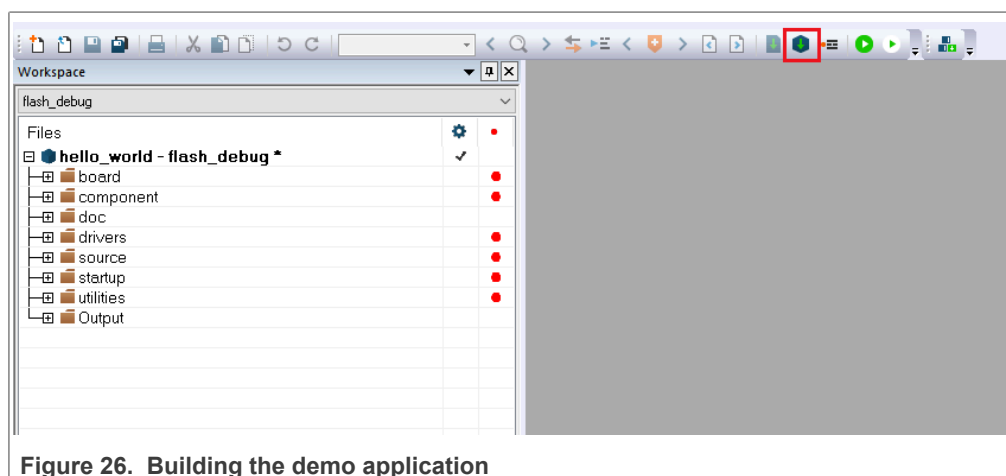 Workspace
flash_debug
Files
hello_world - flash_debug *
board
component
doc
drivers
source
startup
utilities
Output
Figure 26. Building the demo application